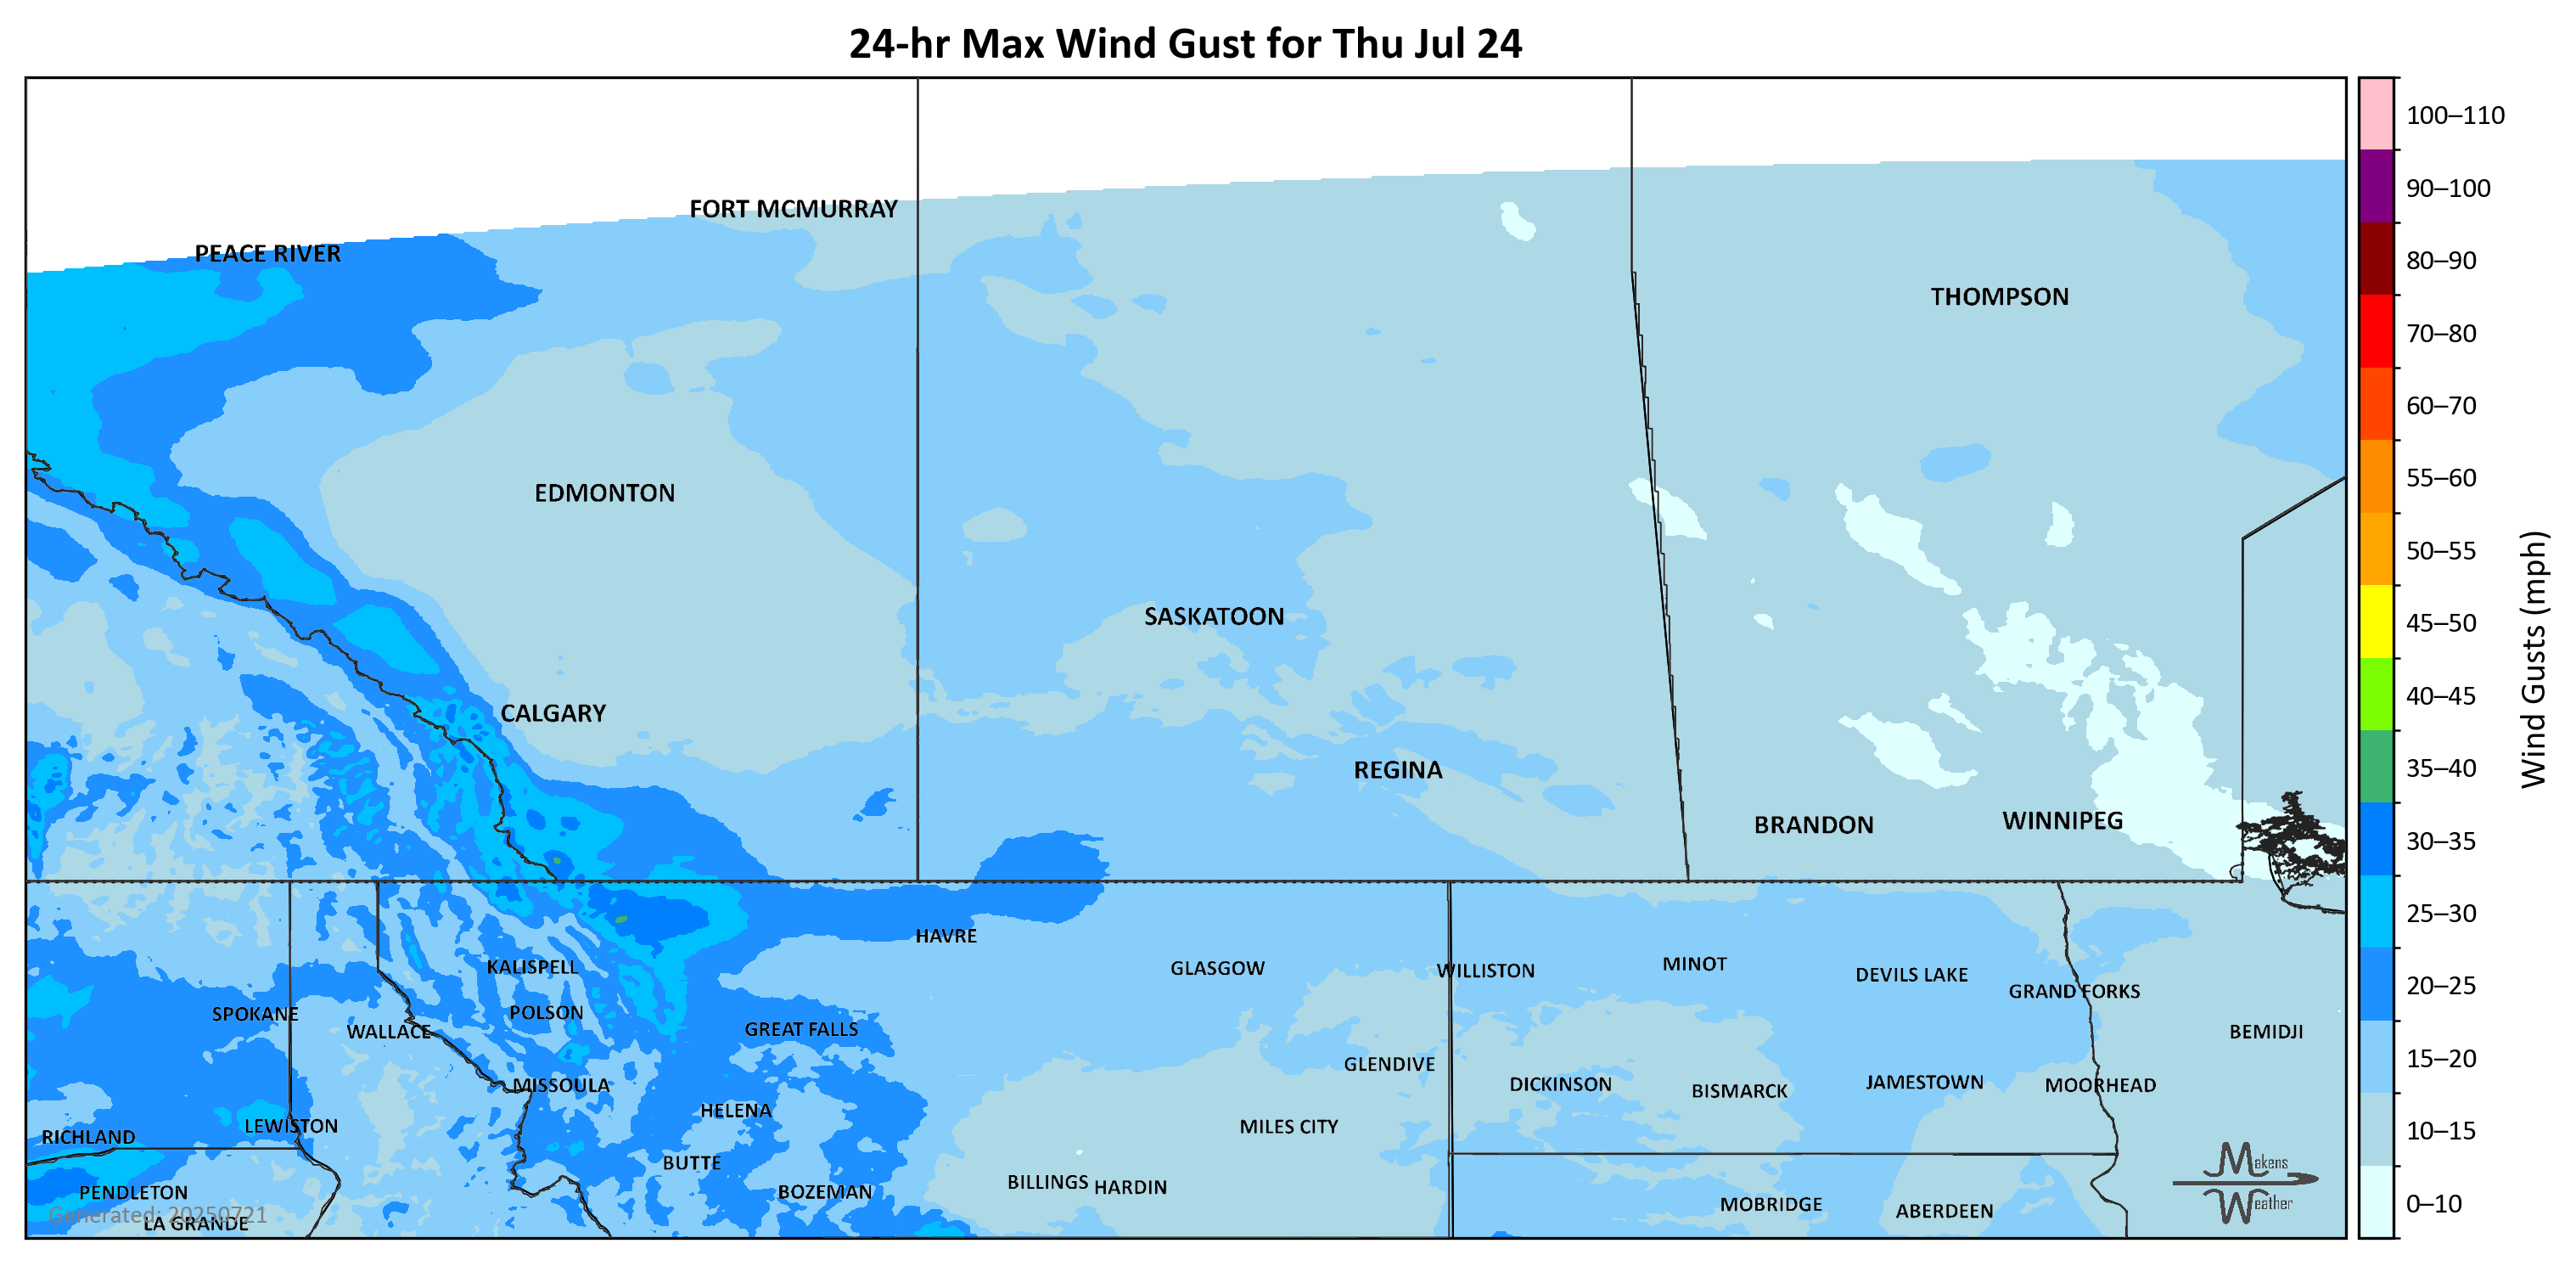 24-hr Max Wind Gust for Thu Jul 24
100–110
90–100
80–90
70–80
60–70
55–60
50–55
45–50
40–45
35–40
30–35
25–30
20–25
15–20
10–15
0–10
Wind Gusts (mph)
FORT MCMURRAY
PEACE RIVER
THOMPSON
EDMONTON
SASKATOON
CALGARY
REGINA
BRANDON
WINNIPEG
HAVRE
KALISPELL
GLASGOW
WILLISTON
MINOT
DEVILS LAKE
GRAND FORKS
SPOKANE
POLSON
WALLACE
GREAT FALLS
BEMIDJI
GLENDIVE
MISSOULA
DICKINSON
BISMARCK
JAMESTOWN
MOORHEAD
HELENA
LEWISTON
MILES CITY
RICHLAND
BUTTE
BILLINGS
HARDIN
PENDLETON
BOZEMAN
MOBRIDGE
ABERDEEN
Generated: 20250721
LA GRANDE
Makens
Weather